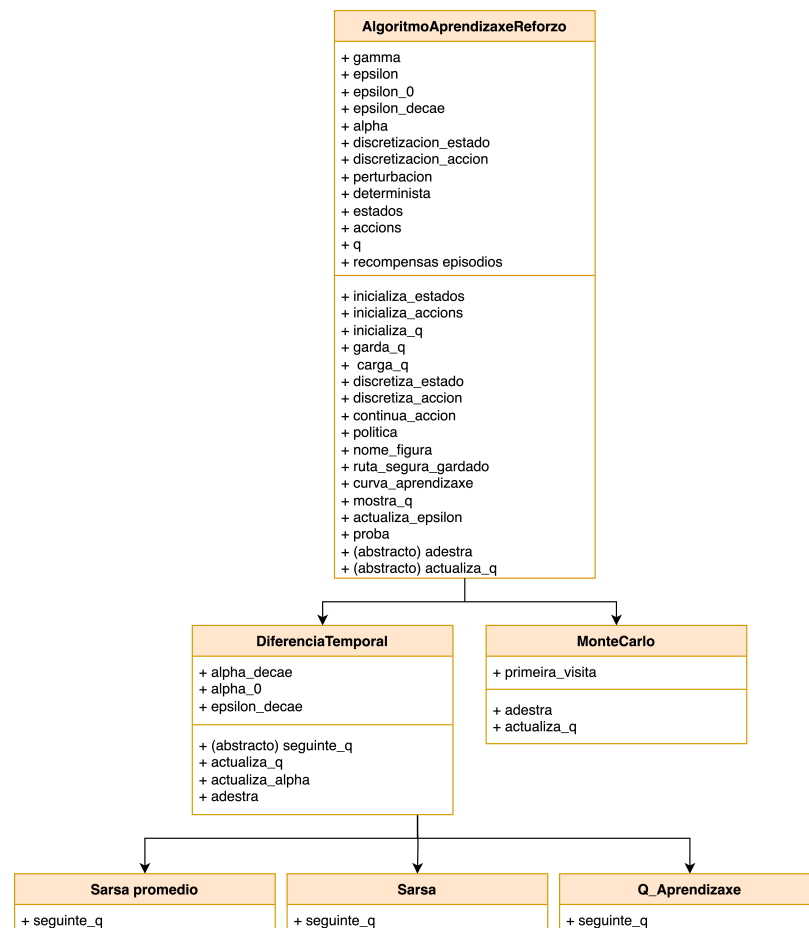 AlgoritmoAprendizaxeReforzo
+ gamma
+ epsilon
+ epsilon_0
+ epsilon_decae
+ alpha
+ discretizacion_estado
+ discretizacion_accion
+ perturbacion
+ determinista
+ estados
+ accions
+ q
+ recompensas episodios
+ inicializa_estados
+ inicializa_accions
+ inicializa_q
+ garda_q
+ carga_q
+ discretiza_estado
+ discretiza_accion
+ continua_accion
+ politica
+ nome_figura
+ ruta_segura_gardado
+ curva_aprendizaxe
+ mostra_q
+ actualiza_epsilon
+ proba
+ (abstracto) adestra
+ (abstracto) actualiza_q
DiferenciaTemporal
+ alpha_decae
+ alpha_0
+ epsilon_decae
+ (abstracto) seguinte_q
+ actualiza_q
+ actualiza_alpha
+ adestra
MonteCarlo
+ primeira_visita
+ adestra
+ actualiza_q
Sarsa promedio
+ seguinte_q
Sarsa
+ seguinte_q
Q_Aprendizaxe
+ seguinte_q